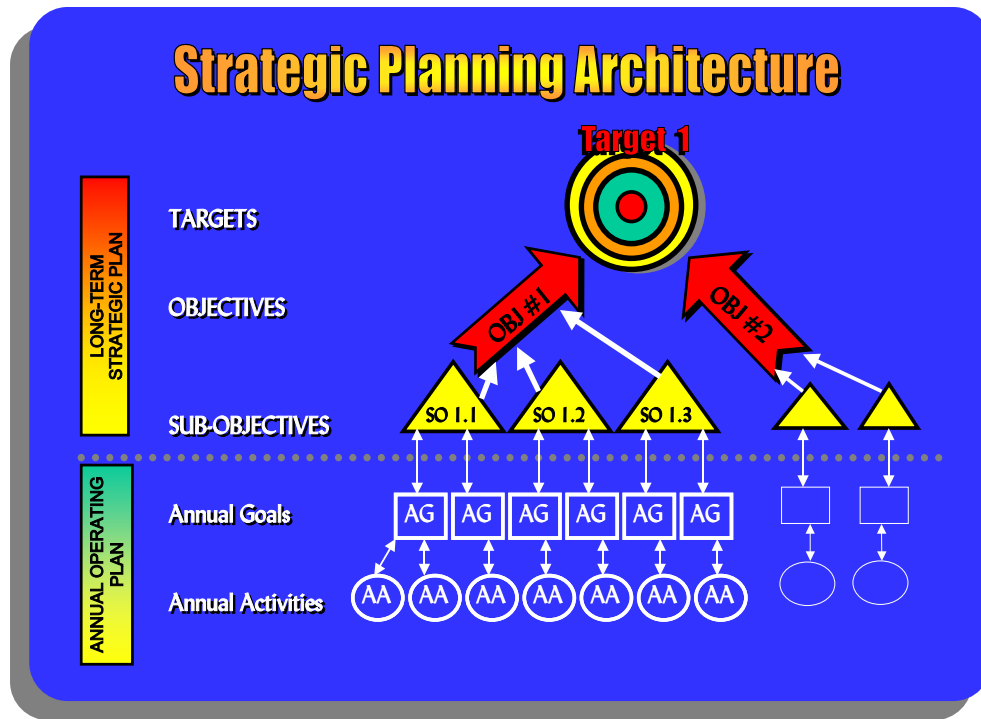 Strategic Planning Architecture
Target 1
LONG-TERM
STRATEGIC PLAN
TARGETS
OBJECTIVES
OBJ #1
OBJ #2
SUB-OBJECTIVES
SO 1.1
SO 1.2
SO 1.3
ANNUAL OPERATING
PLAN
Annual Goals
AG AG AG AG AG AG
Annual Activities
AA AA AA AA AA AA AA